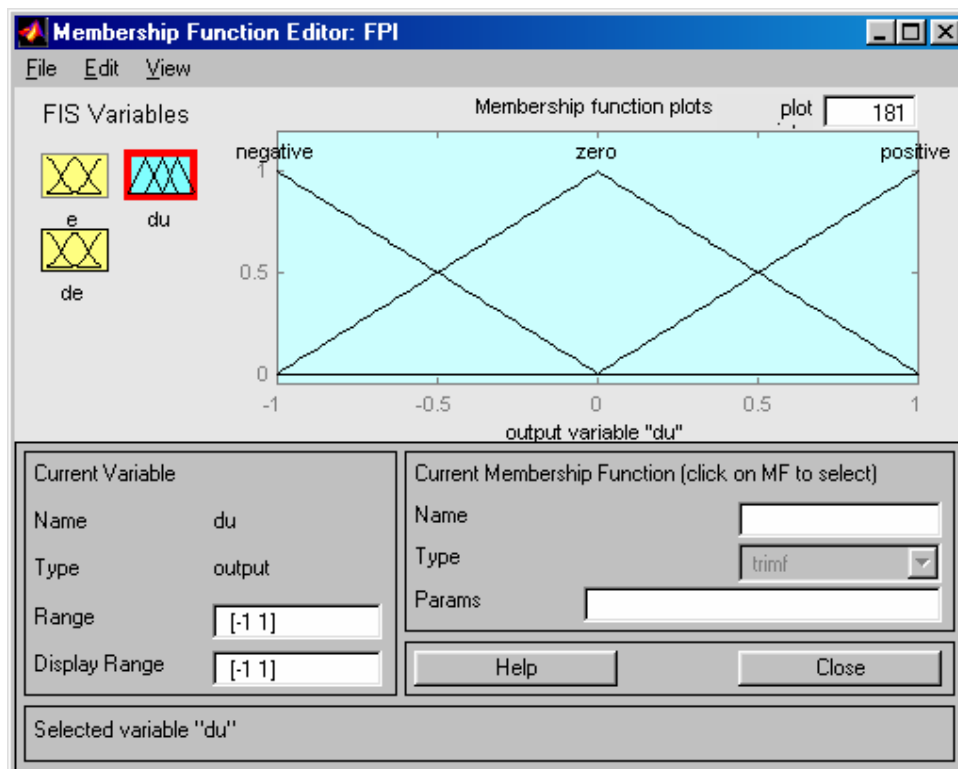 Membership Function Editor: FPI
File Edit View
FIS Variables
Membership function plots
plot
181
e
du
de
negative
zero
positive
1
0.5
0
-1
-0.5
0
0.5
1
output variable "du"
Current Variable
Name du
Type output
Range [-1 1]
Display Range [-1 1]
Current Membership Function (click on MF to select)
Name
Type trimf
Params
Help
Close
Selected variable "du"